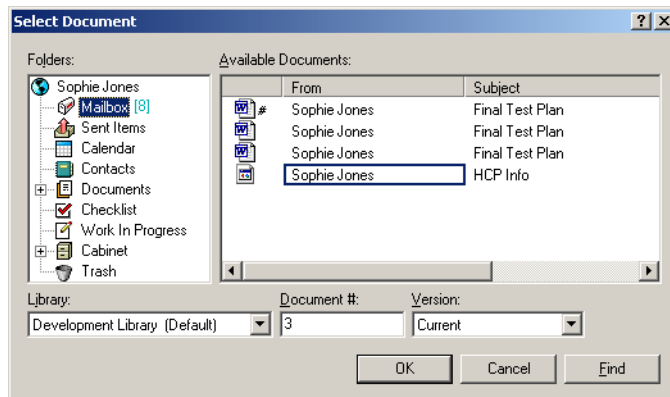 Select Document
Folders:
Available Documents:
Sophie Jones
Mailbox [8]
Sent Items
Calendar
Contacts
Documents
Checklist
Work In Progress
Cabinet
Trash
From Subject
# Sophie Jones Final Test Plan
Sophie Jones Final Test Plan
Sophie Jones Final Test Plan
Sophie Jones HCP Info
Library:
Document #:
Version:
Development Library (Default)
3
Current
OK
Cancel
Find